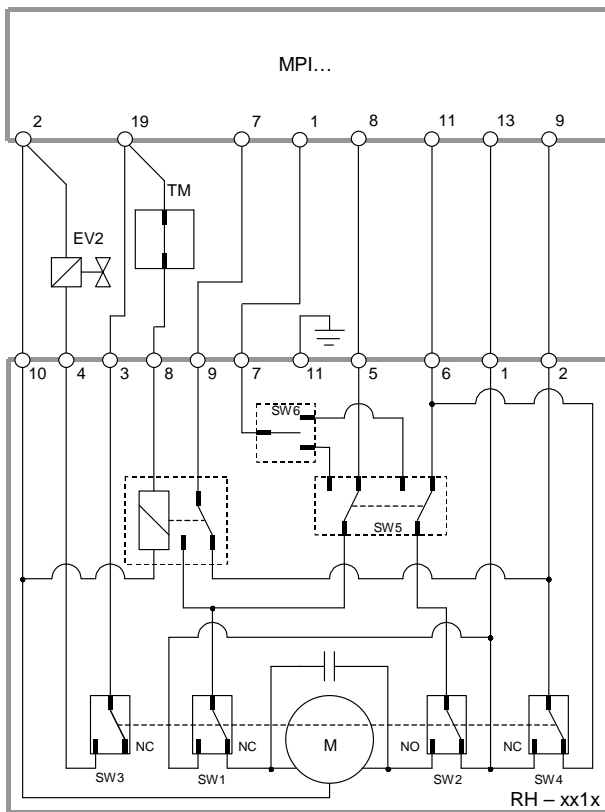 MPI...
2 19 7 1 8 11 13 9
TM
EV2
10 4 3 8 9 7 11 5 6 1 2
SW6
SW5
NC NC M NO NC
SW3 SW1 SW2 SW4
RH – xx1x